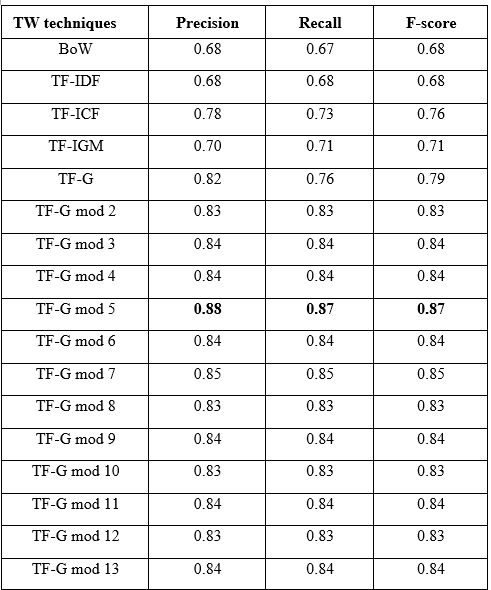 TW techniques Precision Recall F-score
BoW 0.68 0.67 0.68
TF-IDF 0.68 0.68 0.68
TF-ICF 0.78 0.73 0.76
TF-IGM 0.70 0.71 0.71
TF-G 0.82 0.76 0.79
TF-G mod 2 0.83 0.83 0.83
TF-G mod 3 0.84 0.84 0.84
TF-G mod 4 0.84 0.84 0.84
TF-G mod 5 0.88 0.87 0.87
TF-G mod 6 0.84 0.84 0.84
TF-G mod 7 0.85 0.85 0.85
TF-G mod 8 0.83 0.83 0.83
TF-G mod 9 0.84 0.84 0.84
TF-G mod 10 0.83 0.83 0.83
TF-G mod 11 0.84 0.84 0.84
TF-G mod 12 0.83 0.83 0.83
TF-G mod 13 0.84 0.84 0.84